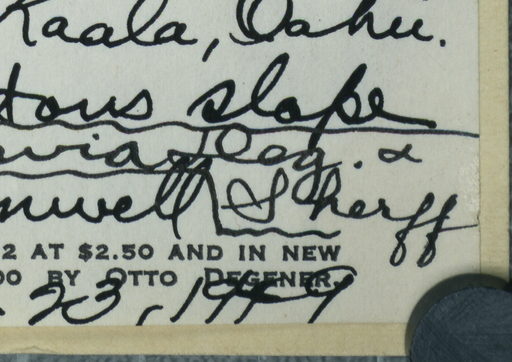 Kaala, Oahu.
tous slope
via Deg. &
nwell Sherff
2 AT $2.50 AND IN NEW
00 BY OTTO DEGENER,
. 23, 1949